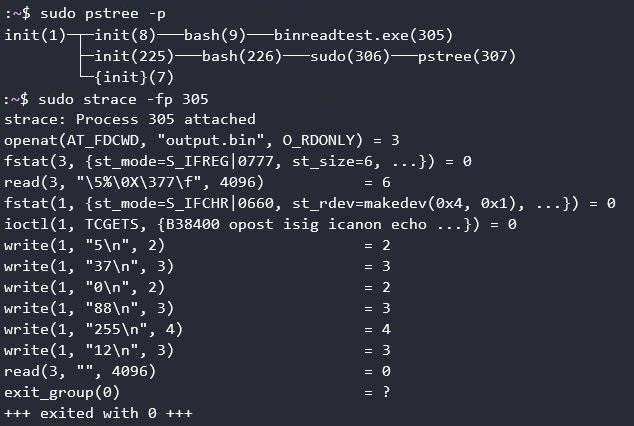 :~$ sudo pstree -p
init(1)─┬─init(8)───bash(9)───binreadtest.exe(305)
        ├─init(225)───bash(226)───sudo(306)───pstree(307)
        └─{init}(7)
:~$ sudo strace -fp 305
strace: Process 305 attached
openat(AT_FDCWD, "output.bin", O_RDONLY) = 3
fstat(3, {st_mode=S_IFREG|0777, st_size=6, ...}) = 0
read(3, "\5%\0X\377\f", 4096)           = 6
fstat(1, {st_mode=S_IFCHR|0660, st_rdev=makedev(0x4, 0x1), ...}) = 0
ioctl(1, TCGETS, {B38400 opost isig icanon echo ...}) = 0
write(1, "5\n", 2)                      = 2
write(1, "37\n", 3)                     = 3
write(1, "0\n", 2)                      = 2
write(1, "88\n", 3)                     = 3
write(1, "255\n", 4)                    = 4
write(1, "12\n", 3)                     = 3
read(3, "", 4096)                       = 0
exit_group(0)                           = ?
+++ exited with 0 +++